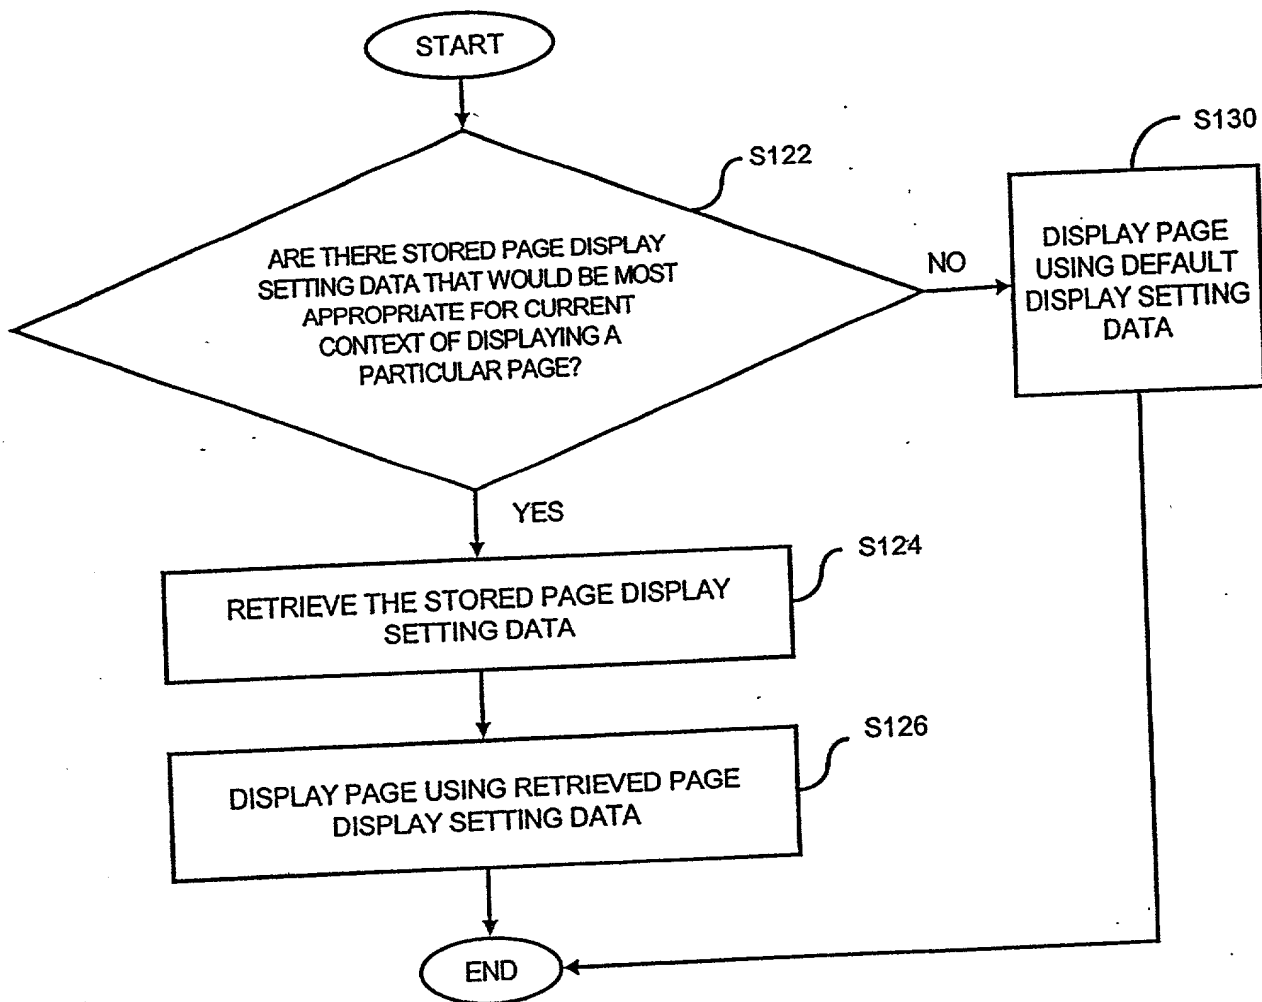 START
S122
ARE THERE STORED PAGE DISPLAY
SETTING DATA THAT WOULD BE MOST
APPROPRIATE FOR CURRENT
CONTEXT OF DISPLAYING A
PARTICULAR PAGE?
NO
S130
DISPLAY PAGE
USING DEFAULT
DISPLAY SETTING
DATA
YES
S124
RETRIEVE THE STORED PAGE DISPLAY
SETTING DATA
S126
DISPLAY PAGE USING RETRIEVED PAGE
DISPLAY SETTING DATA
END